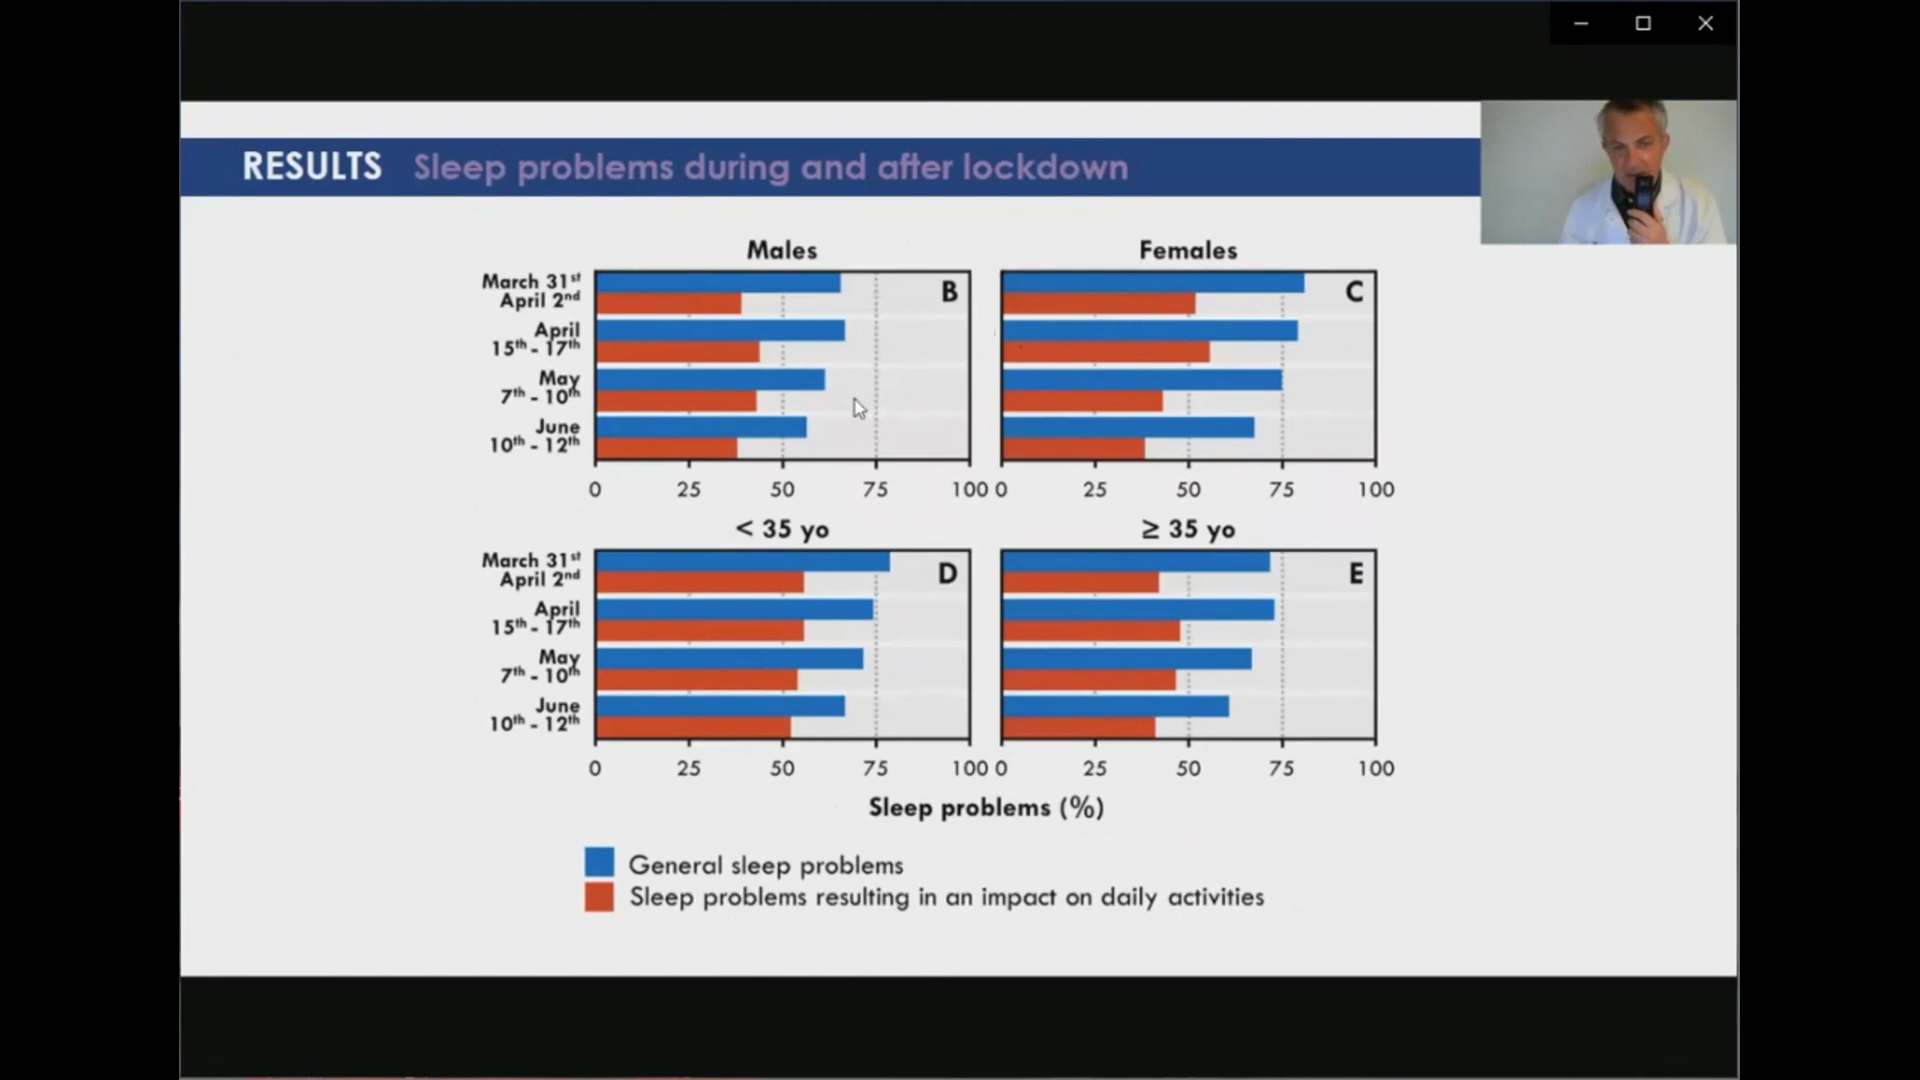 RESULTS Sleep problems during and after lockdown
Males Females
March 31st
April 2nd
April
15th - 17th
May
7th - 10th
June
10th - 12th
B
C
0 25 50 75 100 0 25 50 75 100
< 35 yo ≥ 35 yo
March 31st
April 2nd
April
15th - 17th
May
7th - 10th
June
10th - 12th
D
E
0 25 50 75 100 0 25 50 75 100
Sleep problems (%)
General sleep problems
Sleep problems resulting in an impact on daily activities